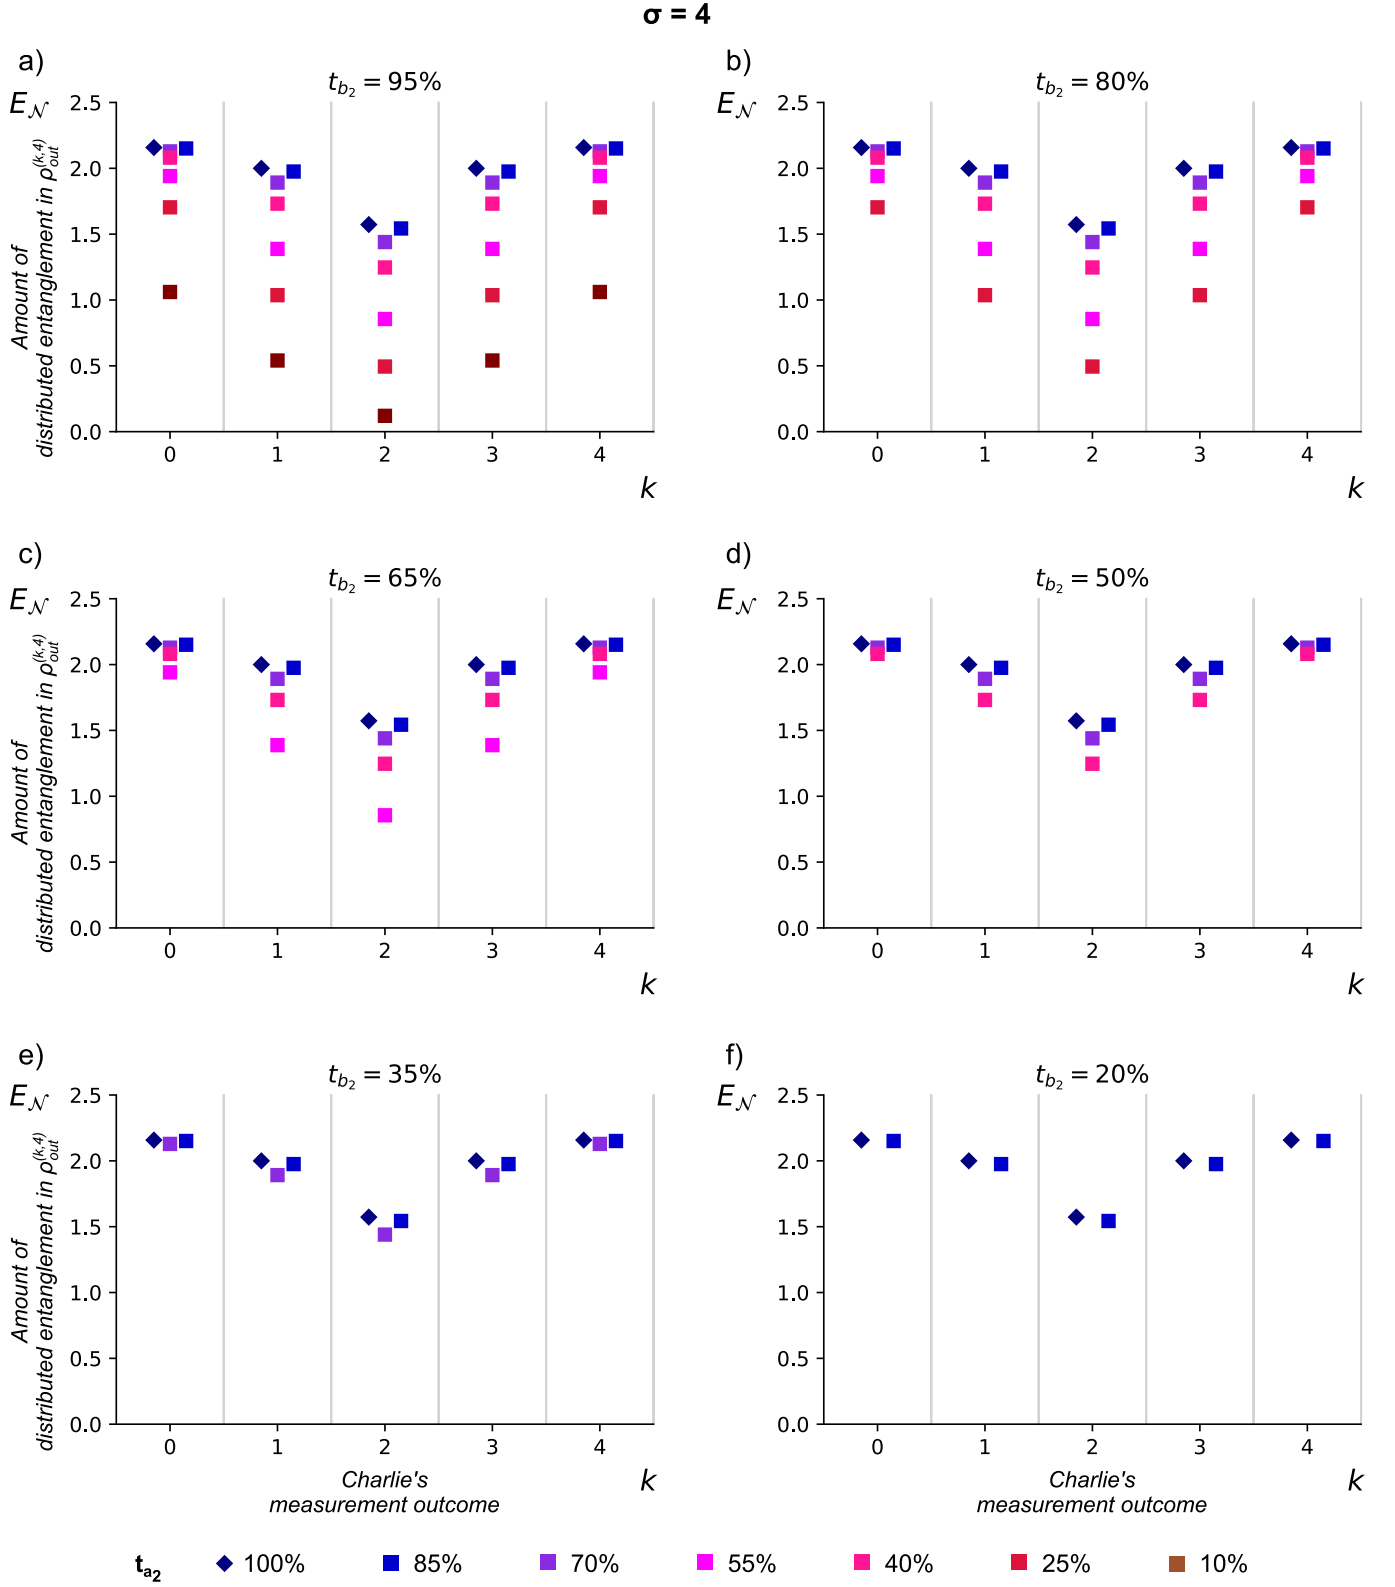 σ = 4
a)
t_{b_2} = 95%
E_𝒩
Amount of
distributed entanglement in ρ_{out}^{(k,4)}
2.5
2.0
1.5
1.0
0.5
0.0
0 1 2 3 4
k
b)
t_{b_2} = 80%
E_𝒩
2.5
2.0
1.5
1.0
0.5
0.0
0 1 2 3 4
k
c)
t_{b_2} = 65%
E_𝒩
Amount of
distributed entanglement in ρ_{out}^{(k,4)}
2.5
2.0
1.5
1.0
0.5
0.0
0 1 2 3 4
k
d)
t_{b_2} = 50%
E_𝒩
2.5
2.0
1.5
1.0
0.5
0.0
0 1 2 3 4
k
e)
t_{b_2} = 35%
E_𝒩
Amount of
distributed entanglement in ρ_{out}^{(k,4)}
2.5
2.0
1.5
1.0
0.5
0.0
0 1 2 3 4
Charlie's
measurement outcome
k
f)
t_{b_2} = 20%
E_𝒩
2.5
2.0
1.5
1.0
0.5
0.0
0 1 2 3 4
Charlie's
measurement outcome
k
t_{a_2} 100% 85% 70% 55% 40% 25% 10%